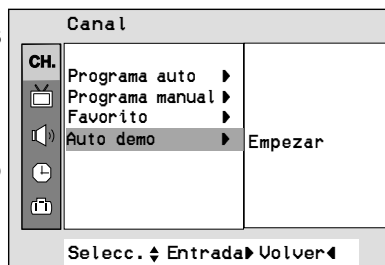 Canal
CH.
Programa auto ▶
Programa manual ▶
Favorito ▶
Auto demo ▶ Empezar
Selecc. ▲▼ Entrada▶ Volver◀